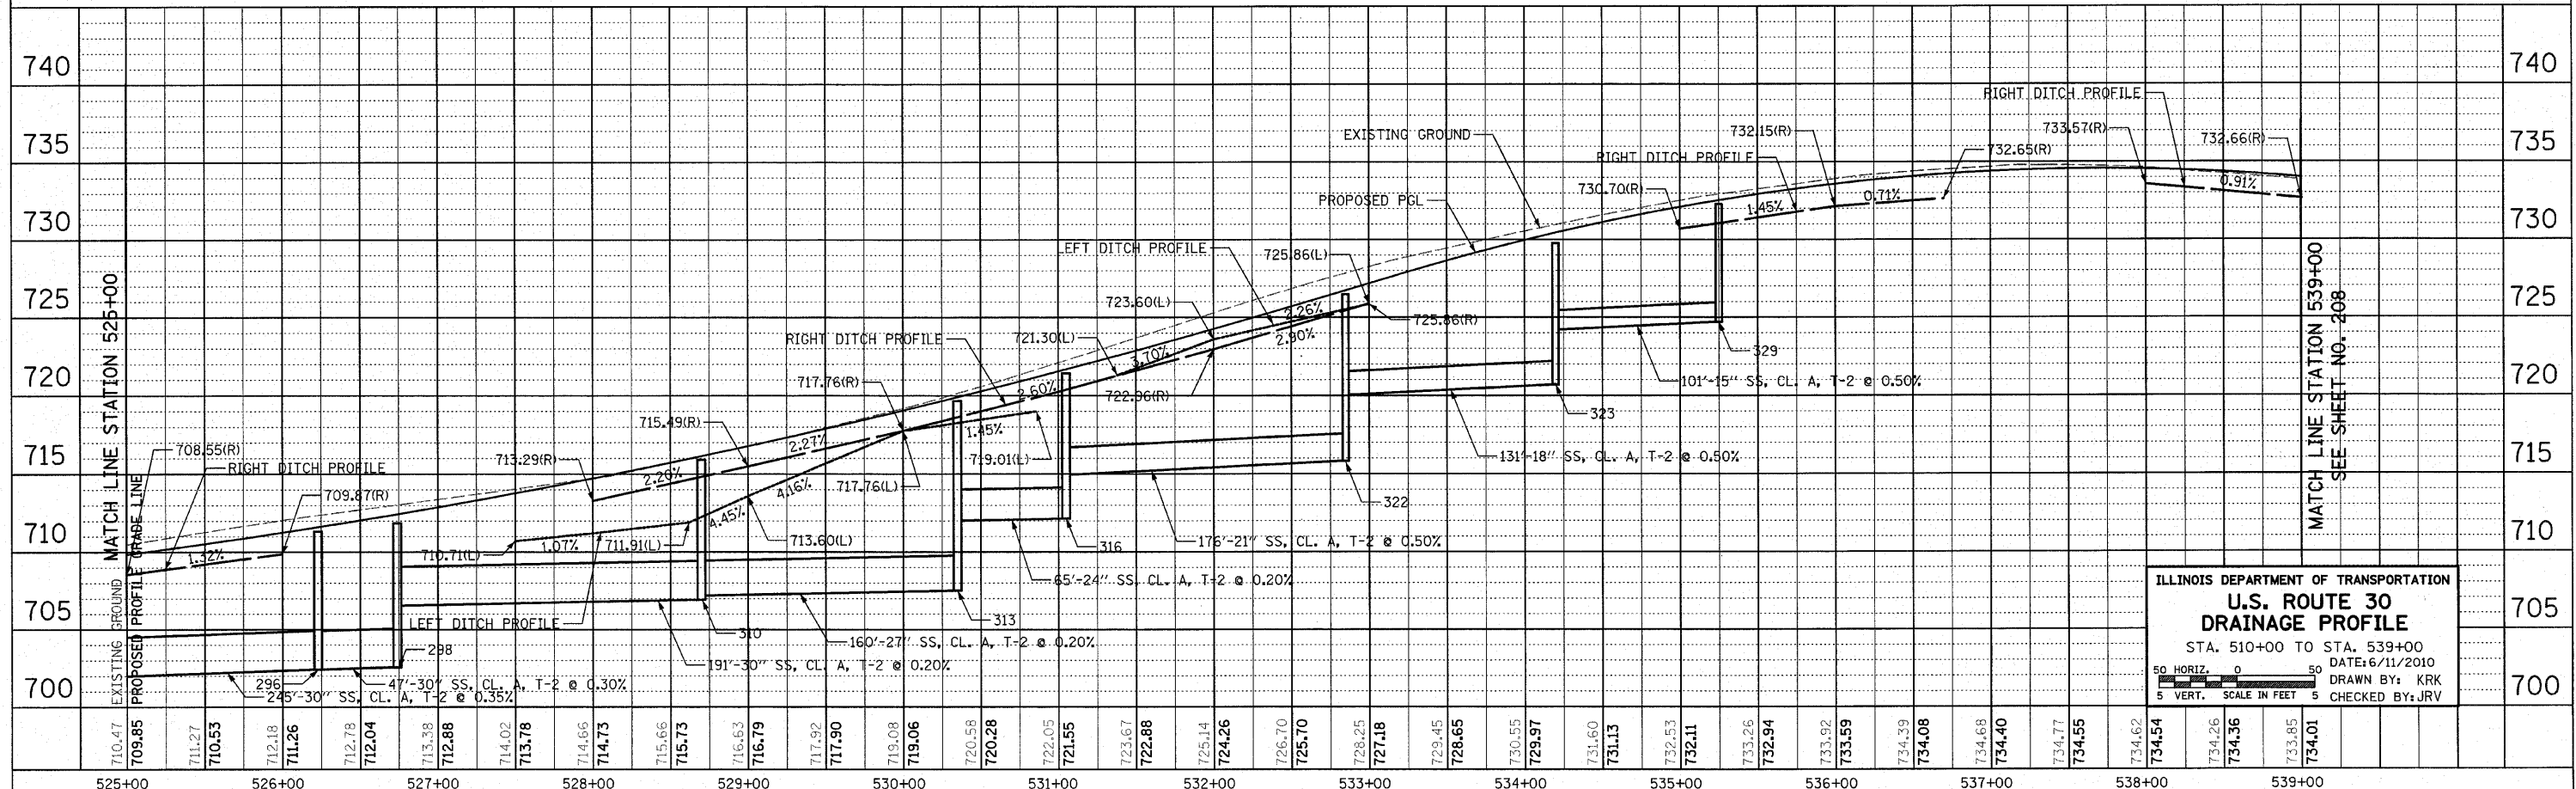 740
740
735
735
730
730
725
725
720
720
715
715
710
710
705
705
700
700
RIGHT DITCH PROFILE
EXISTING GROUND
732.15(R)
733.57(R)
732.66(R)
RIGHT DITCH PROFILE
732.65(R)
730.70(R)
1.45%
0.71%
0.91%
PROPOSED PGL
LEFT DITCH PROFILE
725.86(L)
723.60(L)
2.26%
725.86(R)
2.90%
RIGHT DITCH PROFILE
721.30(L)
3.70%
722.96(R)
717.76(R)
2.60%
715.49(R)
2.27%
1.45%
719.01(L)
717.76(L)
713.29(R)
2.20%
4.16%
4.45%
713.60(L)
708.55(R)
RIGHT DITCH PROFILE
709.87(R)
1.32%
710.71(L)
1.07%
711.91(L)
LEFT DITCH PROFILE
329
101'-15" SS, CL. A, T-2 @ 0.50%
323
131'-18" SS, CL. A, T-2 @ 0.50%
322
176'-21" SS, CL. A, T-2 @ 0.50%
316
65'-24" SS, CL. A, T-2 @ 0.20%
313
160'-27" SS, CL. A, T-2 @ 0.20%
310
191'-30" SS, CL. A, T-2 @ 0.20%
298
47'-30" SS, CL. A, T-2 @ 0.30%
296
245'-30" SS, CL. A, T-2 @ 0.35%
MATCH LINE STATION 525+00
EXISTING GROUND
PROPOSED PROFILE GRADE LINE
MATCH LINE STATION 539+00
SEE SHEET NO. 208
ILLINOIS DEPARTMENT OF TRANSPORTATION
U.S. ROUTE 30
DRAINAGE PROFILE
STA. 510+00 TO STA. 539+00
50 HORIZ. 0 50
5 VERT. SCALE IN FEET 5
DATE: 6/11/2010
DRAWN BY: KRK
CHECKED BY: JRV
710.47
709.85
711.27
710.53
712.18
711.26
712.78
712.04
713.38
712.88
714.02
713.78
714.66
714.73
715.66
715.73
716.63
716.79
717.92
717.90
719.08
719.06
720.58
720.28
722.05
721.55
723.67
722.88
725.14
724.26
726.70
725.70
728.25
727.18
729.45
728.65
730.55
729.97
731.60
731.13
732.53
732.11
733.26
732.94
733.92
733.59
734.39
734.08
734.68
734.40
734.77
734.55
734.62
734.54
734.26
734.36
733.85
734.01
525+00
526+00
527+00
528+00
529+00
530+00
531+00
532+00
533+00
534+00
535+00
536+00
537+00
538+00
539+00